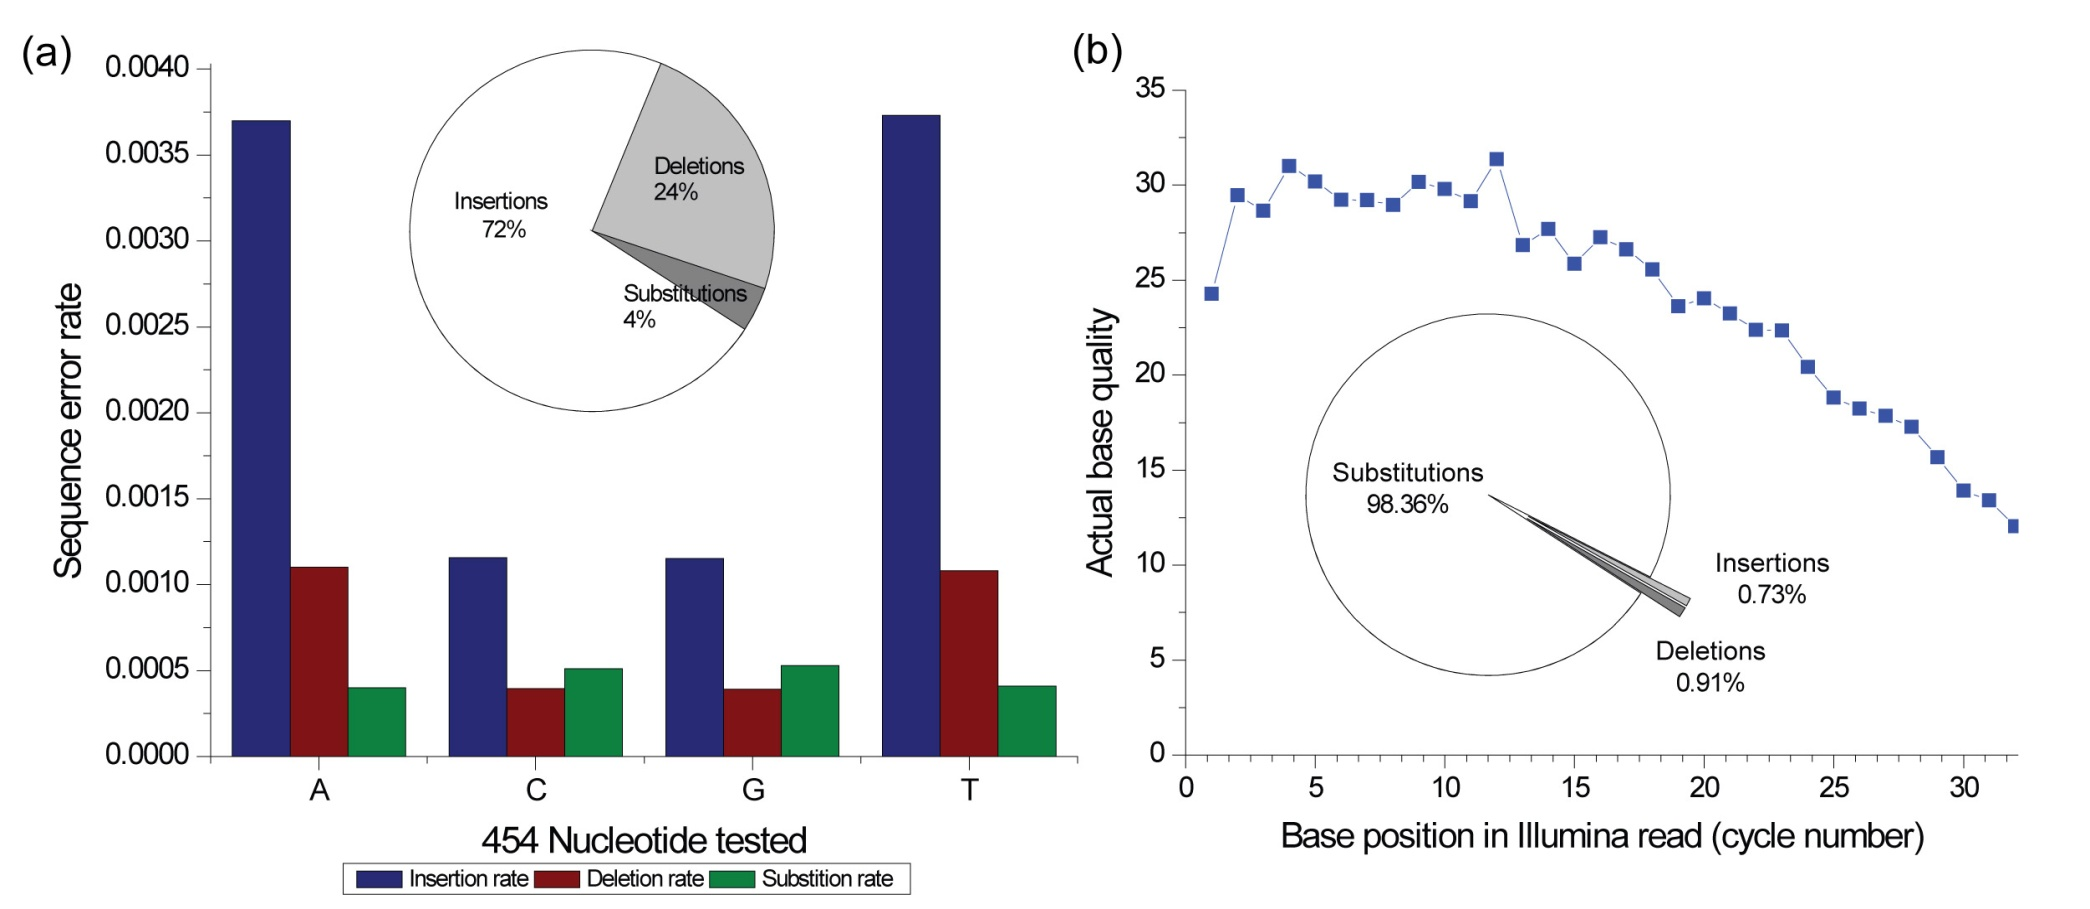 (a)
0.0040
0.0035
0.0030
0.0025
0.0020
0.0015
0.0010
0.0005
0.0000
Sequence error rate
Insertions
72%
Deletions
24%
Substitutions
4%
A C G T
454 Nucleotide tested
Insertion rate Deletion rate Substition rate
(b)
35
30
25
20
15
10
5
0
Actual base quality
Substitutions
98.36%
Insertions
0.73%
Deletions
0.91%
0 5 10 15 20 25 30
Base position in Illumina read (cycle number)